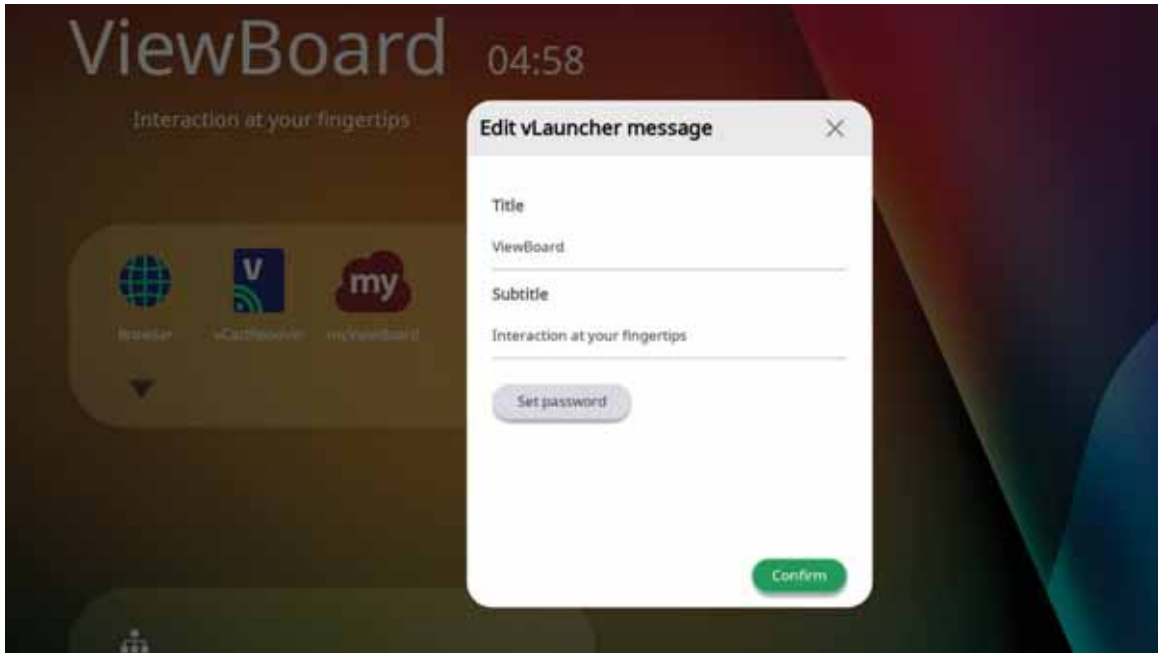 ViewBoard 04:58
Interaction at your fingertips
Edit vLauncher message
Title
ViewBoard
Subtitle
Interaction at your fingertips
Set password
Confirm
V
my
Browser
vCastReceiver
myViewBoard